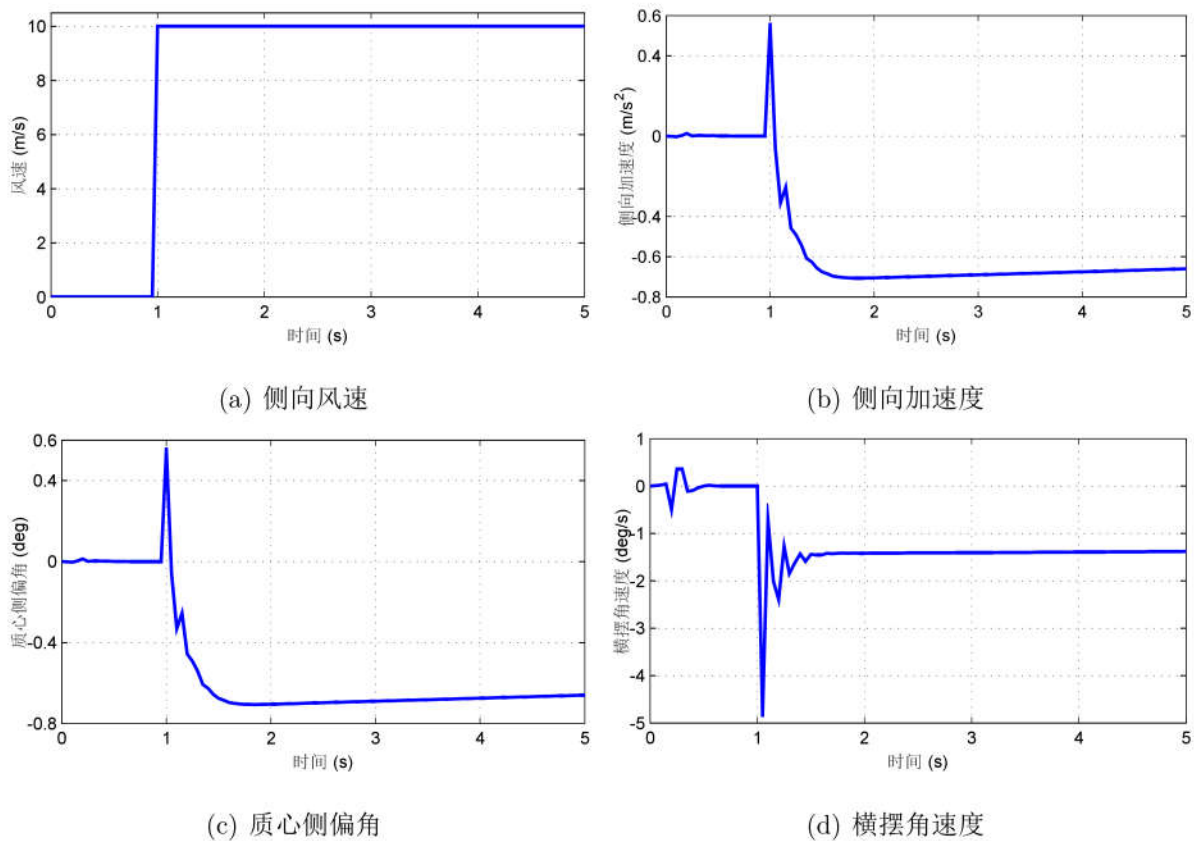 10
8
6
4
2
0
风速 (m/s)
0 1 2 3 4 5
时间 (s)
(a) 侧向风速
0.6
0.4
0
-0.4
-0.6
-0.8
侧向加速度 (m/s²)
0 1 2 3 4 5
时间 (s)
(b) 侧向加速度
0.6
0.4
0
-0.4
-0.8
质心侧偏角 (deg)
0 1 2 3 4 5
时间 (s)
(c) 质心侧偏角
1
0
-1
-2
-3
-4
-5
横摆角速度 (deg/s)
0 1 2 3 4 5
时间 (s)
(d) 横摆角速度